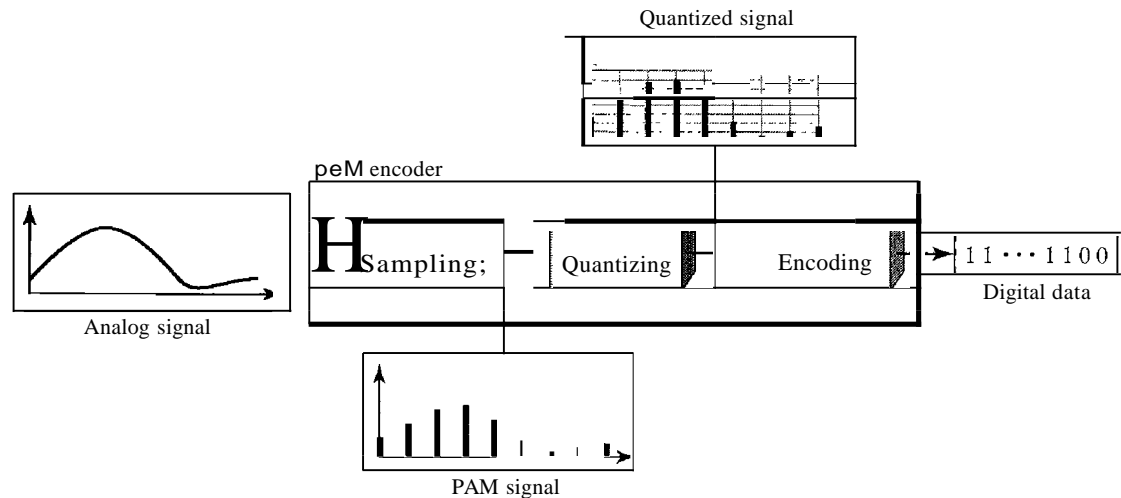 Quantized signal
peM encoder
H
Sampling;
Quantizing
Encoding
11 ··· 1100
Digital data
Analog signal
PAM signal